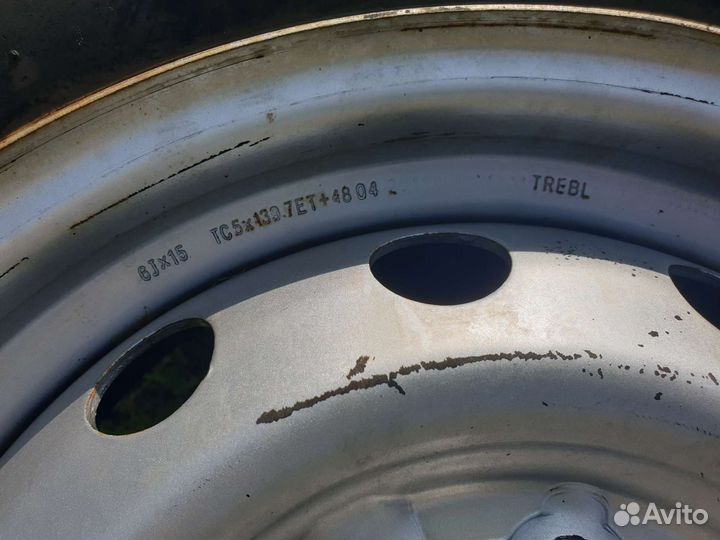 6Jx15 TC5x139.7ET+48 04 TREBL
Avito